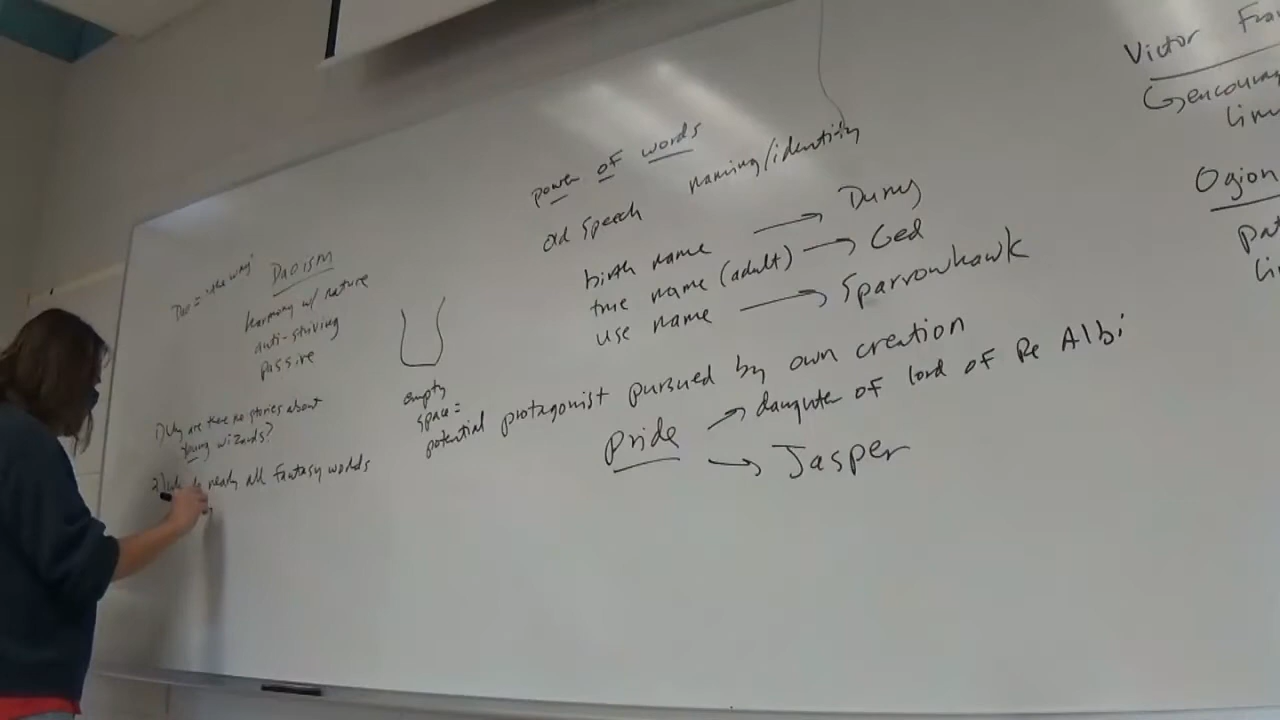 Dao = 'the way'
Daoism
harmony w/ nature
anti-striving
passive
empty
space =
potential
1) Why are there no stories about
young wizards?
2) nearly all fantasy worlds
power of words
naming/identity
old speech
birth name → Duny
true name (adult) → Ged
use name → Sparrowhawk
protagonist pursued by own creation
Pride → daughter of lord of Re Albi
→ Jasper
Victor Fra
encoura
lim
Ogion
pat
li